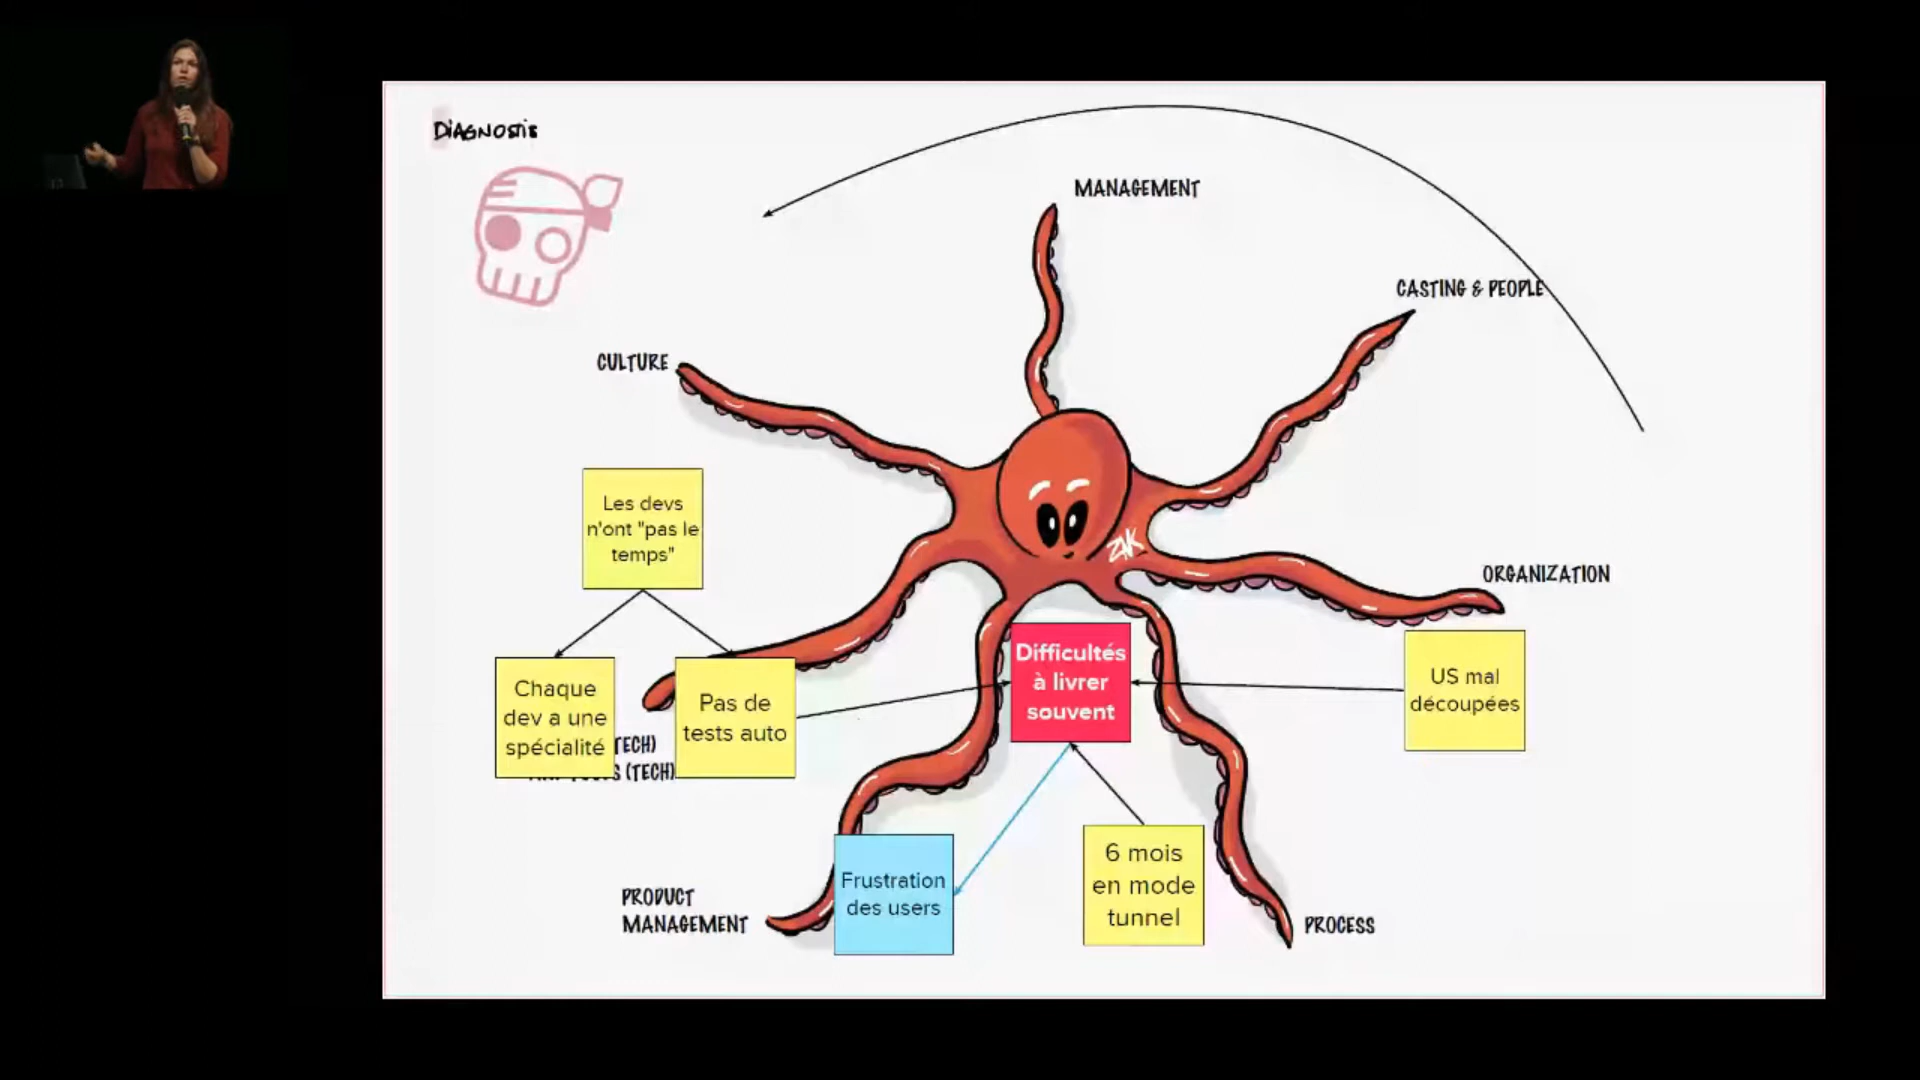 DiAGNOSTiS
MANAGEMENT
CASTING & PEOPLE
CULTURE
Les devs
n'ont "pas le
temps"
ZNK
ORGANIZATION
Difficultés
à livrer
souvent
US mal
découpées
Chaque
dev a une
spécialité
Pas de
tests auto
(TECH)
(TECH)
6 mois
en mode
tunnel
Frustration
des users
PRODUCT
MANAGEMENT
PROCESS